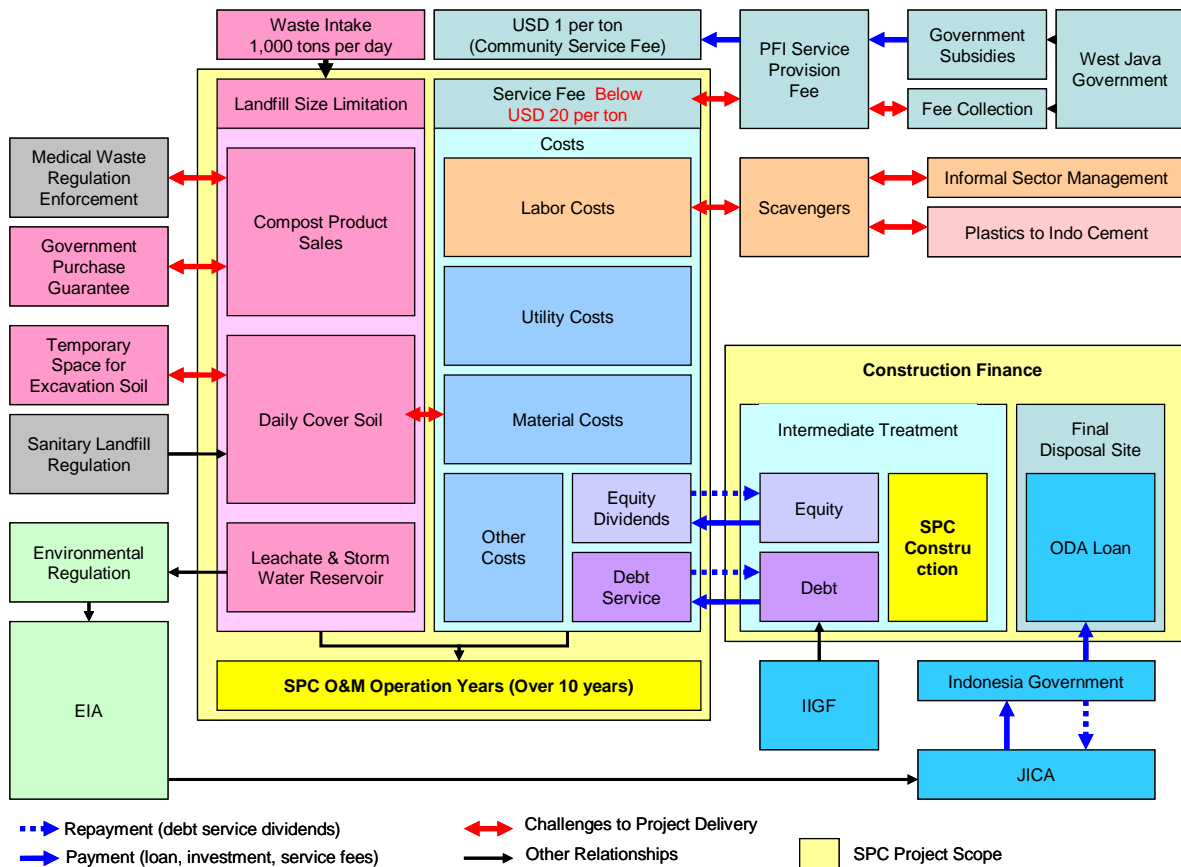 Waste Intake
1,000 tons per day
USD 1 per ton
(Community Service Fee)
PFI Service
Provision
Fee
Government
Subsidies
West Java
Government
Fee Collection
Landfill Size Limitation
Service Fee Below
USD 20 per ton
Costs
Medical Waste
Regulation
Enforcement
Compost Product
Sales
Labor Costs
Scavengers
Informal Sector Management
Plastics to Indo Cement
Government
Purchase
Guarantee
Utility Costs
Temporary
Space for
Excavation Soil
Daily Cover Soil
Material Costs
Sanitary Landfill
Regulation
Construction Finance
Intermediate Treatment
Final
Disposal Site
Other
Costs
Equity
Dividends
Equity
SPC
Constru
ction
ODA Loan
Debt
Service
Debt
Environmental
Regulation
Leachate & Storm
Water Reservoir
SPC O&M Operation Years (Over 10 years)
EIA
IIGF
Indonesia Government
JICA
Repayment (debt service dividends)
Challenges to Project Delivery
Payment (loan, investment, service fees)
Other Relationships
SPC Project Scope